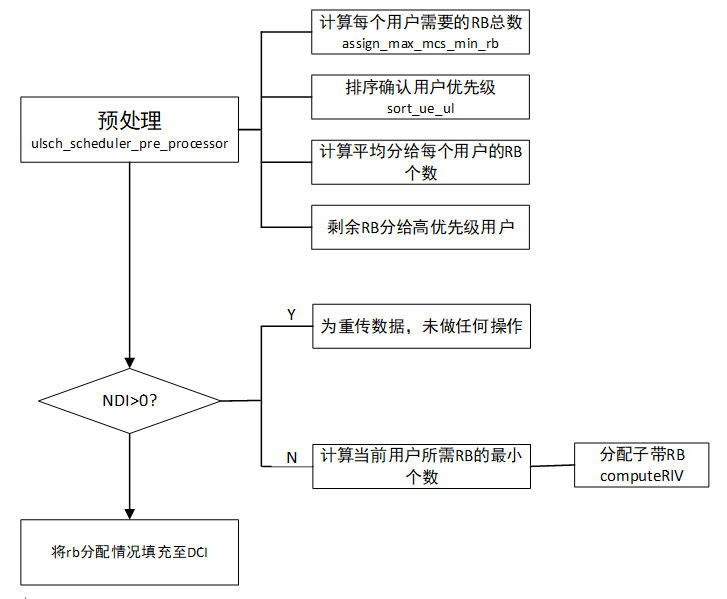 计算每个用户需要的RB总数
assign_max_mcs_min_rb
排序确认用户优先级
sort_ue_ul
预处理
ulsch_scheduler_pre_processor
计算平均分给每个用户的RB
个数
剩余RB分给高优先级用户
Y
为重传数据，未做任何操作
NDI>0?
N
计算当前用户所需RB的最小
个数
分配子带RB
computeRIV
将rb分配情况填充至DCI